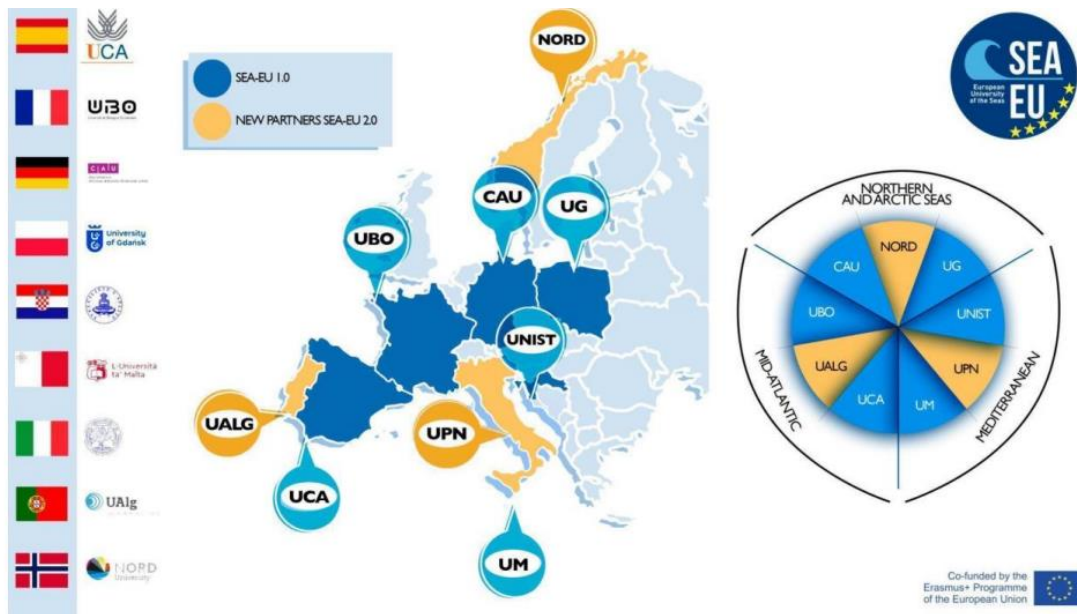 UCA
UBO
C|A|U
University
of Gdańsk
L-Università
ta' Malta
UAlg
NORD
University
SEA-EU 1.0
NEW PARTNERS SEA-EU 2.0
NORD
CAU
UG
UBO
UNIST
UALG
UPN
UCA
UM
SEA
EU
European
University
of the Seas
NORTHERN
AND ARCTIC SEAS
NORD
CAU
UG
UBO
UNIST
UALG
UPN
UCA
UM
MID-ATLANTIC
MEDITERRANEAN
Co-funded by the
Erasmus+ Programme
of the European Union